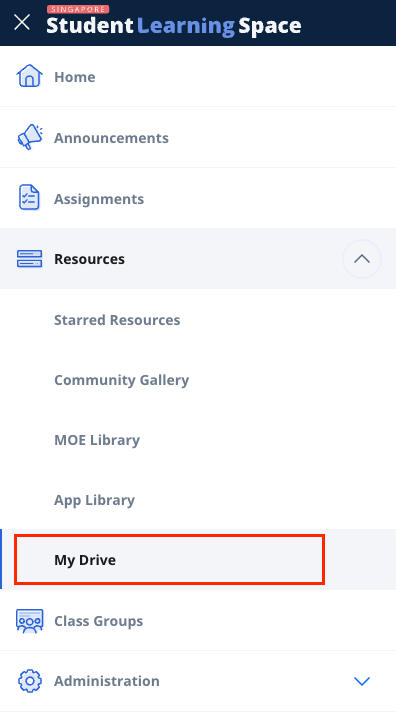 SINGAPORE
Student Learning Space
Home
Announcements
Assignments
Resources
Starred Resources
Community Gallery
MOE Library
App Library
My Drive
Class Groups
Administration